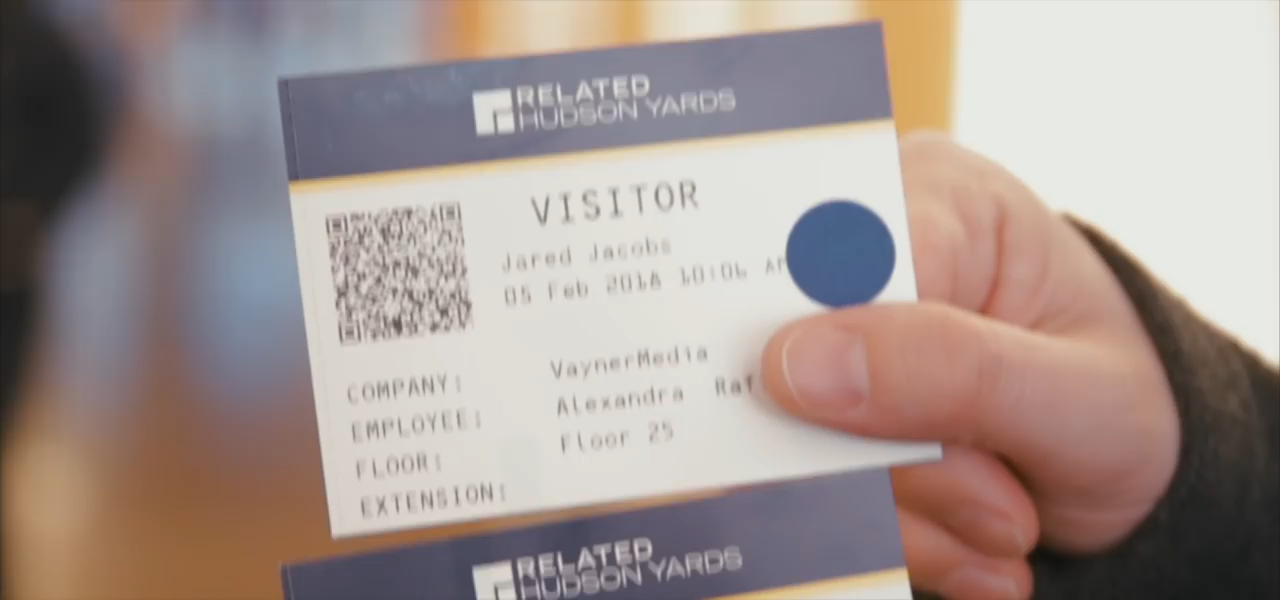 RELATED
HUDSON YARDS
VISITOR
Jared Jacobs
05 Feb 2018 10:06 AM
COMPANY: VaynerMedia
EMPLOYEE: Alexandra Raf
FLOOR: Floor 25
EXTENSION:
RELATED
HUDSON YARDS